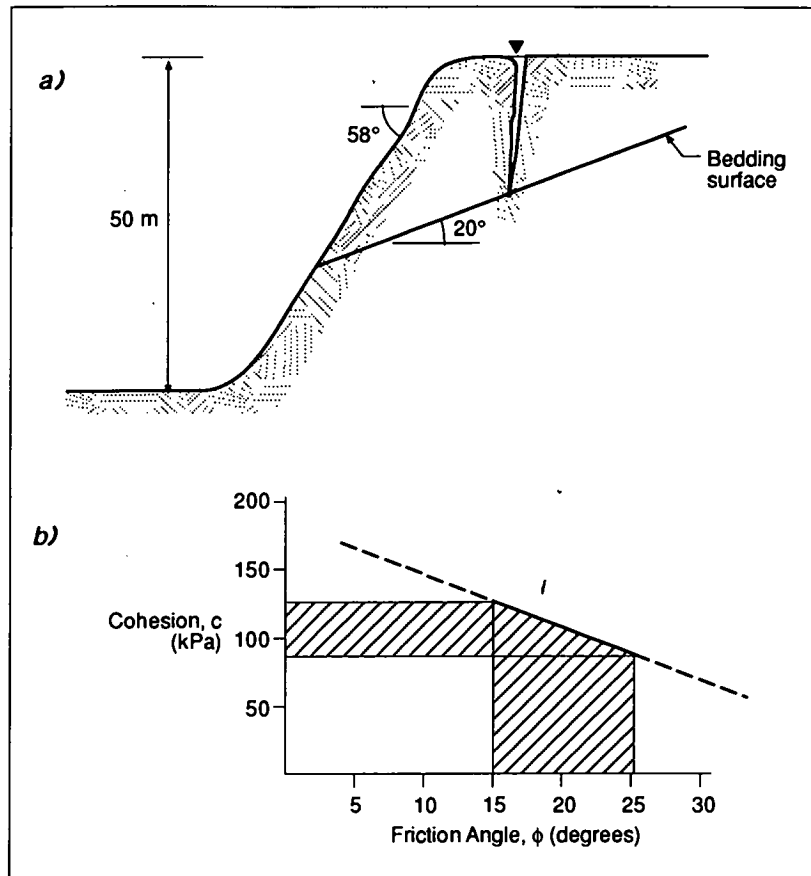 a)
58°
50 m
20°
Bedding
surface
b)
200
150
100
50
Cohesion, c
(kPa)
5 10 15 20 25 30
Friction Angle, φ (degrees)